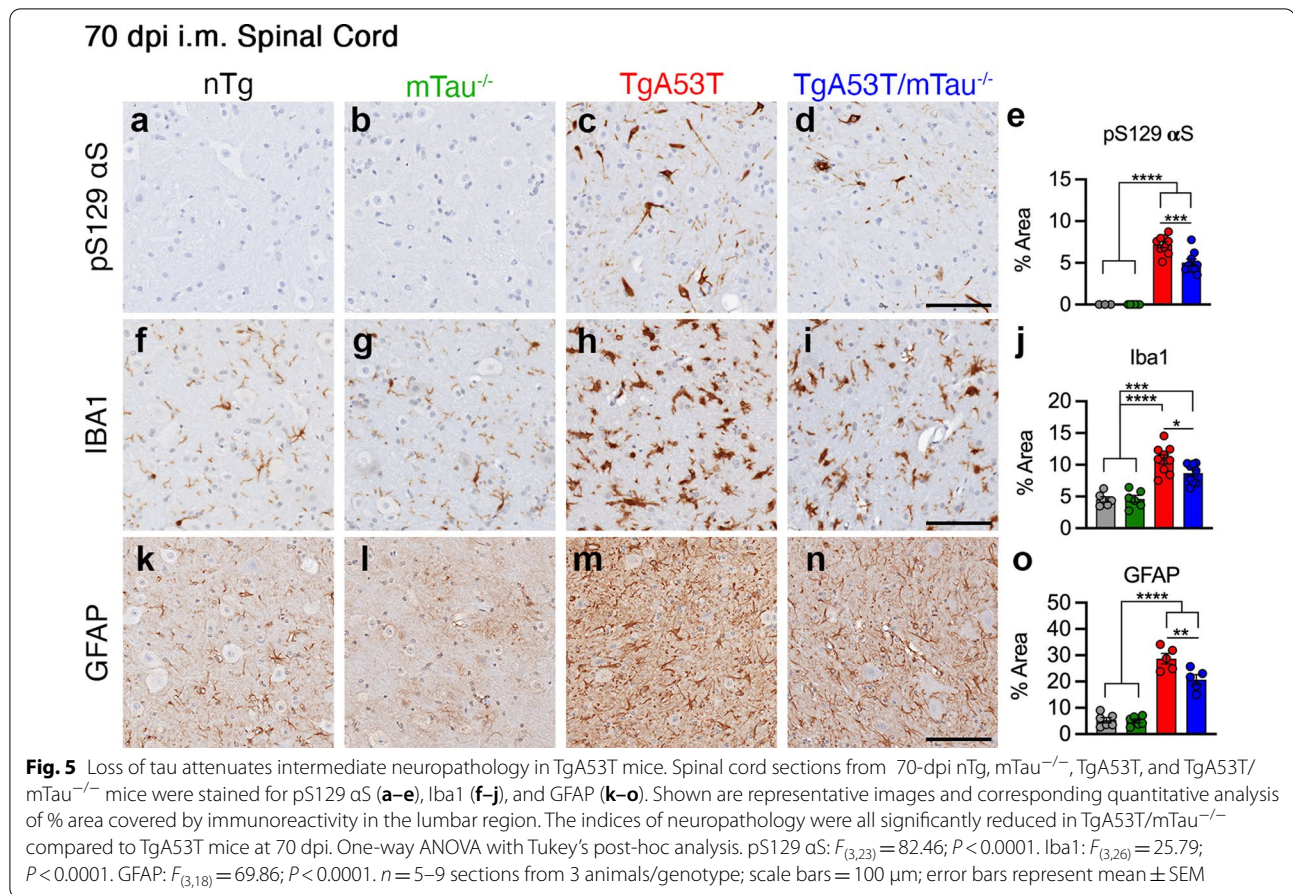 70 dpi i.m. Spinal Cord
nTg mTau⁻/⁻ TgA53T TgA53T/mTau⁻/⁻
a b c d e
pS129 αS
pS129 αS
% Area
15
10
5
0
****
***
f g h i j
IBA1
Iba1
% Area
20
15
10
5
0
***
****
*
k l m n o
GFAP
GFAP
% Area
50
40
30
20
10
0
****
**
Fig. 5 Loss of tau attenuates intermediate neuropathology in TgA53T mice. Spinal cord sections from 70-dpi nTg, mTau⁻/⁻, TgA53T, and TgA53T/
mTau⁻/⁻ mice were stained for pS129 αS (a–e), Iba1 (f–j), and GFAP (k–o). Shown are representative images and corresponding quantitative analysis
of % area covered by immunoreactivity in the lumbar region. The indices of neuropathology were all significantly reduced in TgA53T/mTau⁻/⁻
compared to TgA53T mice at 70 dpi. One-way ANOVA with Tukey's post-hoc analysis. pS129 αS: F(3,23) = 82.46; P < 0.0001. Iba1: F(3,26) = 25.79;
P < 0.0001. GFAP: F(3,18) = 69.86; P < 0.0001. n = 5–9 sections from 3 animals/genotype; scale bars = 100 μm; error bars represent mean ± SEM